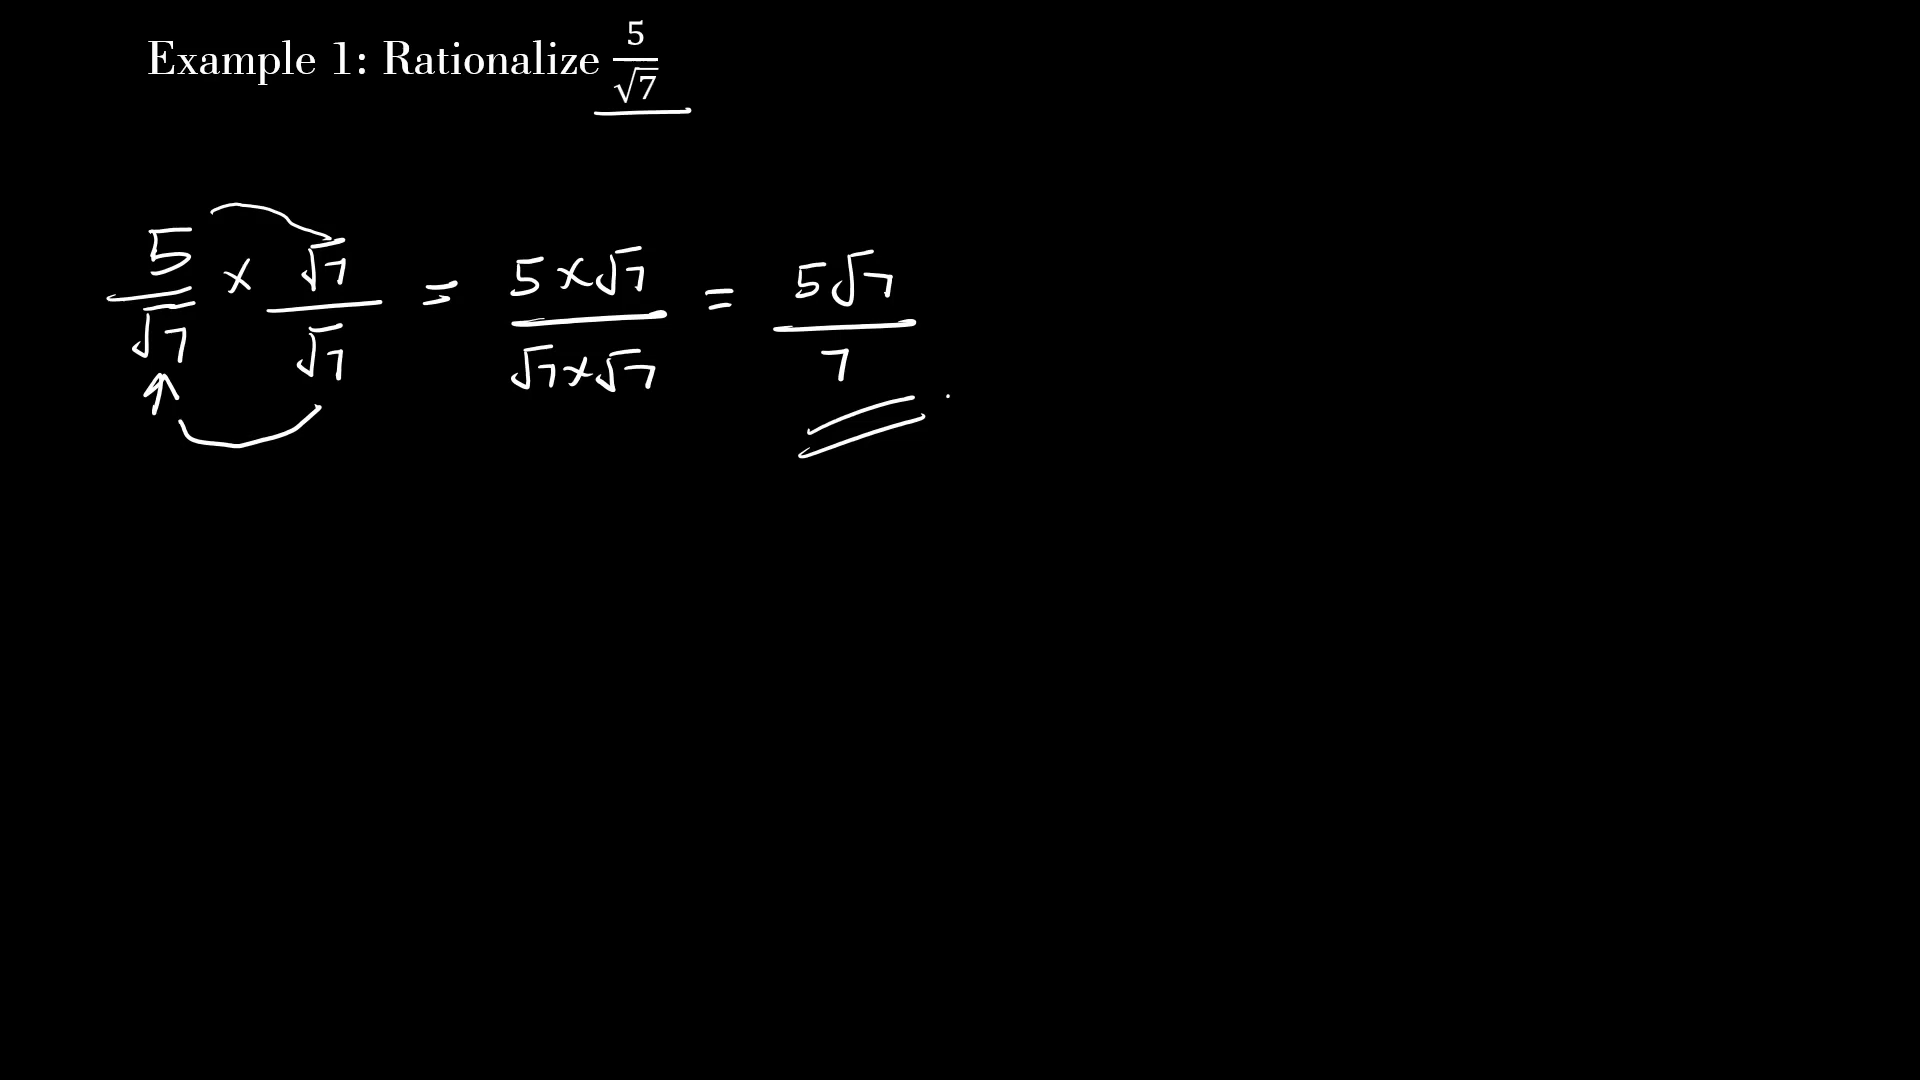 Example 1: Rationalize 5/√7
5/√7 × √7/√7 = 5×√7/√7×√7 = 5√7/7